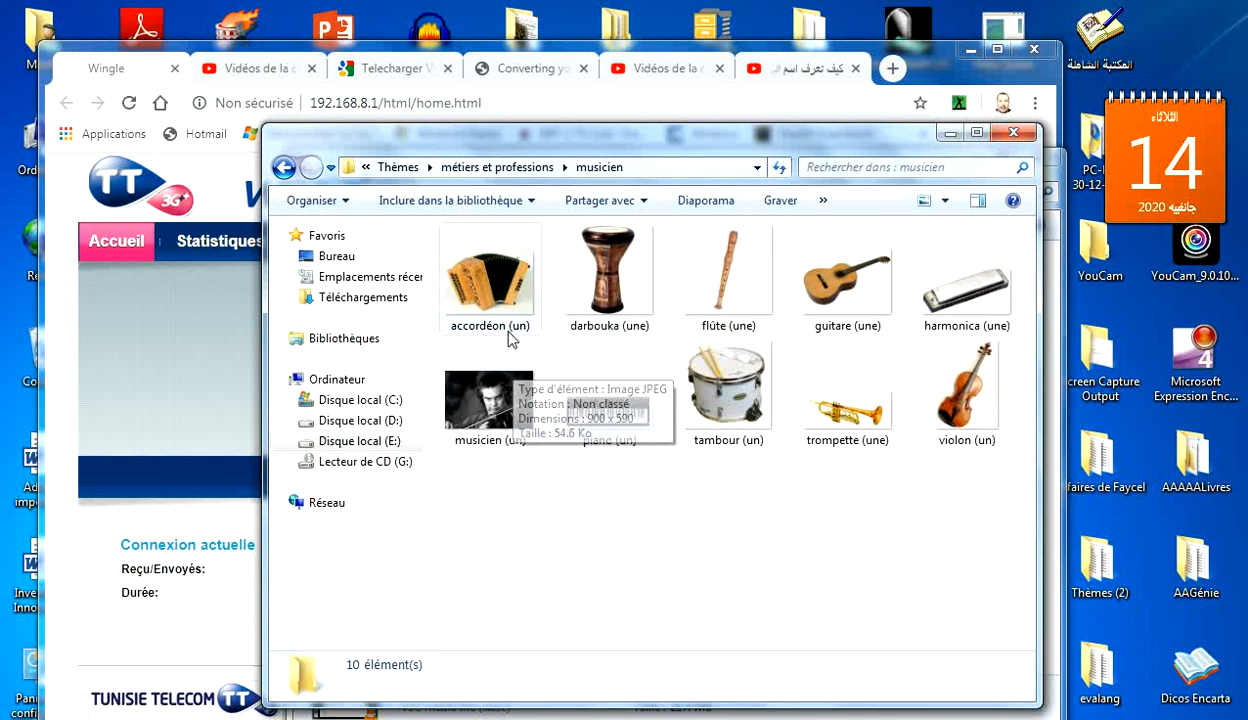 المكتبة الشاملة
Wingle
Vidéos de la c
Telecharger V
Converting yo
Vidéos de la c
كيف تعرف اسم ال
Non sécurisé
192.168.8.1/html/home.html
Applications
Hotmail
الثلاثاء
14
جانفييه 2020
PC-
30-12-
TT
3G+
Accueil
Statistiques
Connexion actuelle
Reçu/Envoyés:
Durée:
TUNISIE TELECOM TT
Thèmes
métiers et professions
musicien
Rechercher dans : musicien
Organiser
Inclure dans la bibliothèque
Partager avec
Diaporama
Graver
»
Favoris
Bureau
Emplacements récer
Téléchargements
Bibliothèques
Ordinateur
Disque local (C:)
Disque local (D:)
Disque local (E:)
Lecteur de CD (G:)
Réseau
accordéon (un)
darbouka (une)
flûte (une)
guitare (une)
harmonica (une)
musicien (un)
piano (un)
tambour (un)
trompette (une)
violon (un)
Type d'élément : Image JPEG
Notation : Non classé
Dimensions : 900 x 590
Taille : 54,6 Ko
10 élément(s)
YouCam
YouCam_9.0.10...
creen Capture
Output
Microsoft
Expression Enc...
faires de Faycel
AAAAALivres
Thèmes (2)
AAGénie
evalang
Dicos Encarta